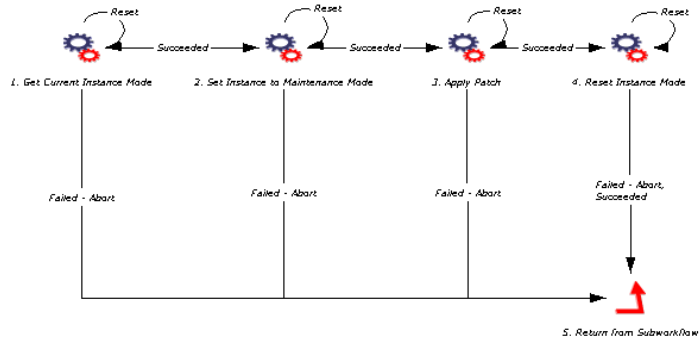 Reset
Reset
Reset
Reset
Succeeded
Succeeded
Succeeded
1. Get Current Instance Mode
2. Set Instance to Maintenance Mode
3. Apply Patch
4. Reset Instance Mode
Failed - Abort
Failed - Abort
Failed - Abort
Failed - Abort,
Succeeded
5. Return from Subworkflow